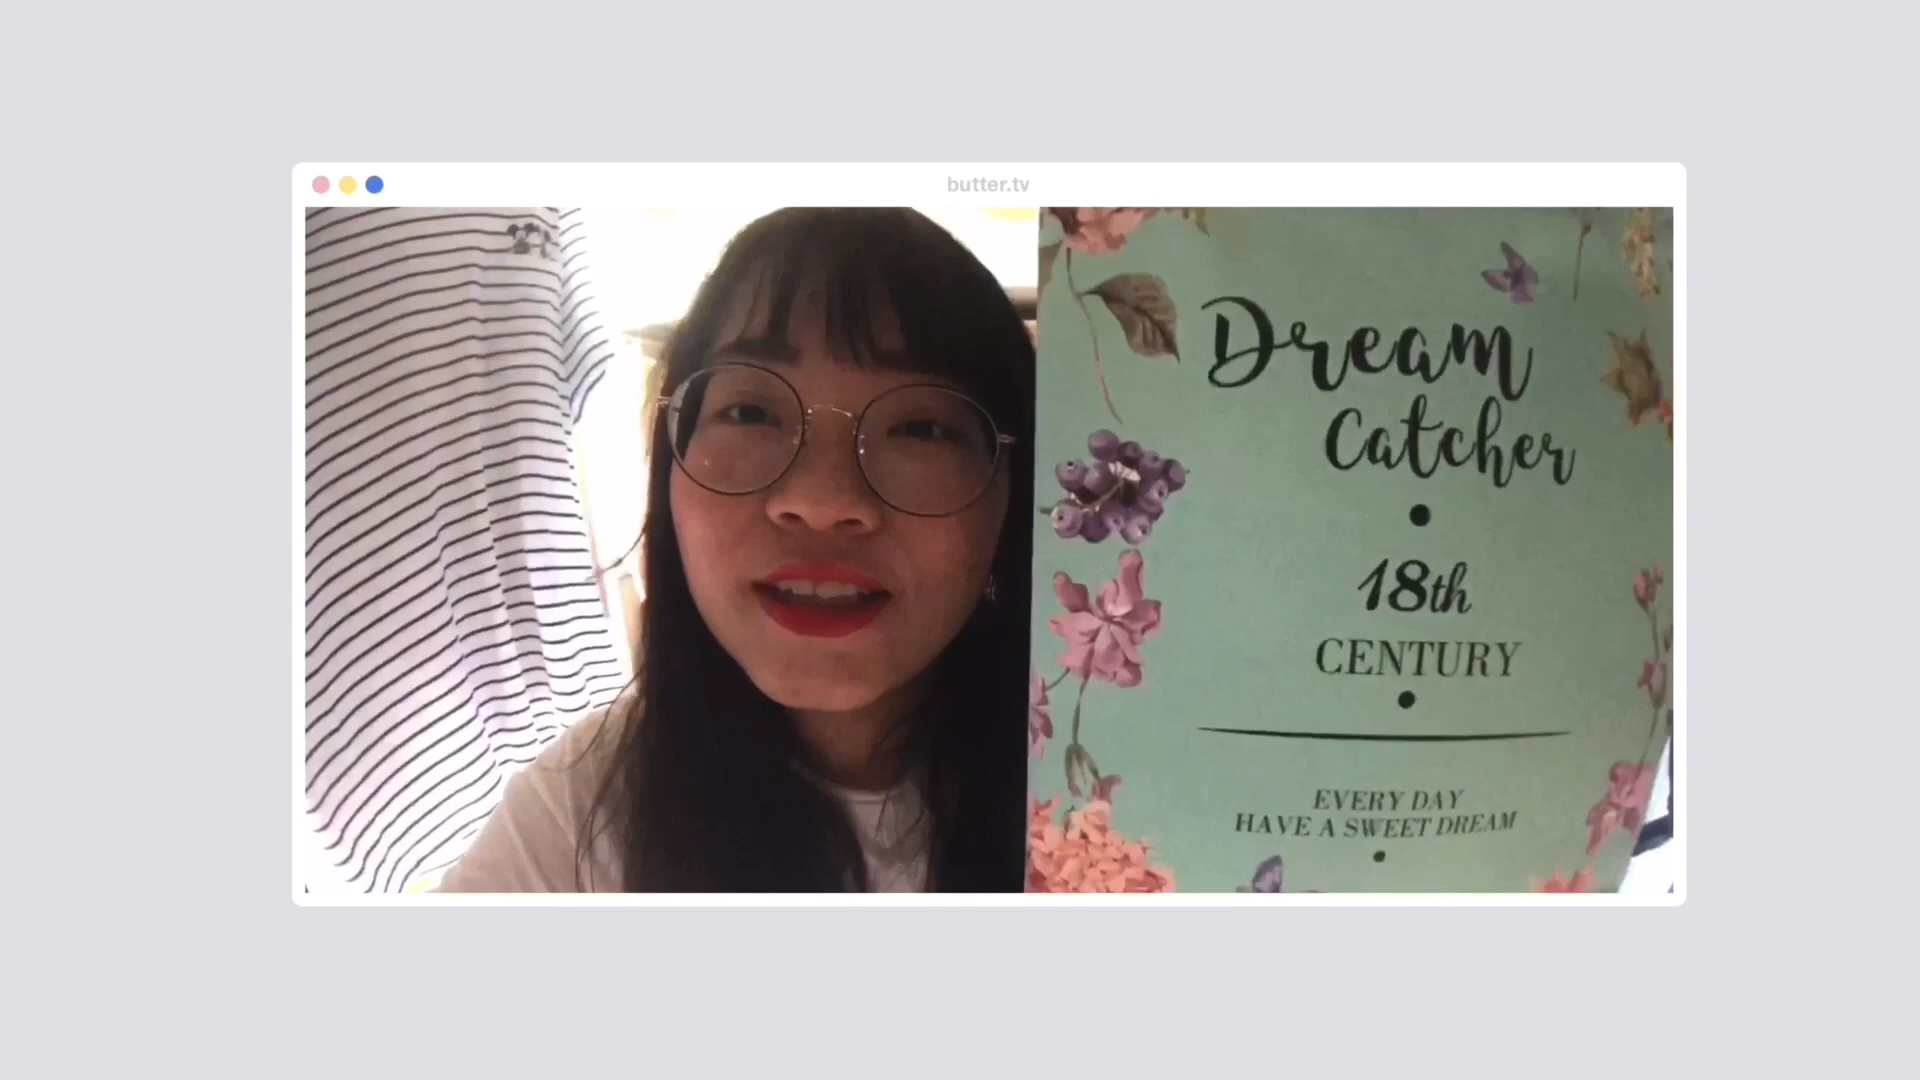 butter.tv
Dream
Catcher
18th
CENTURY
EVERY DAY
HAVE A SWEET DREAM